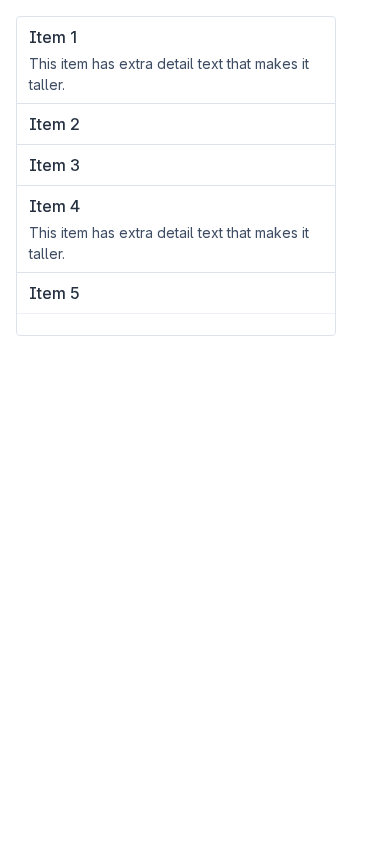 Item 1
This item has extra detail text that makes it
taller.
Item 2
Item 3
Item 4
This item has extra detail text that makes it
taller.
Item 5